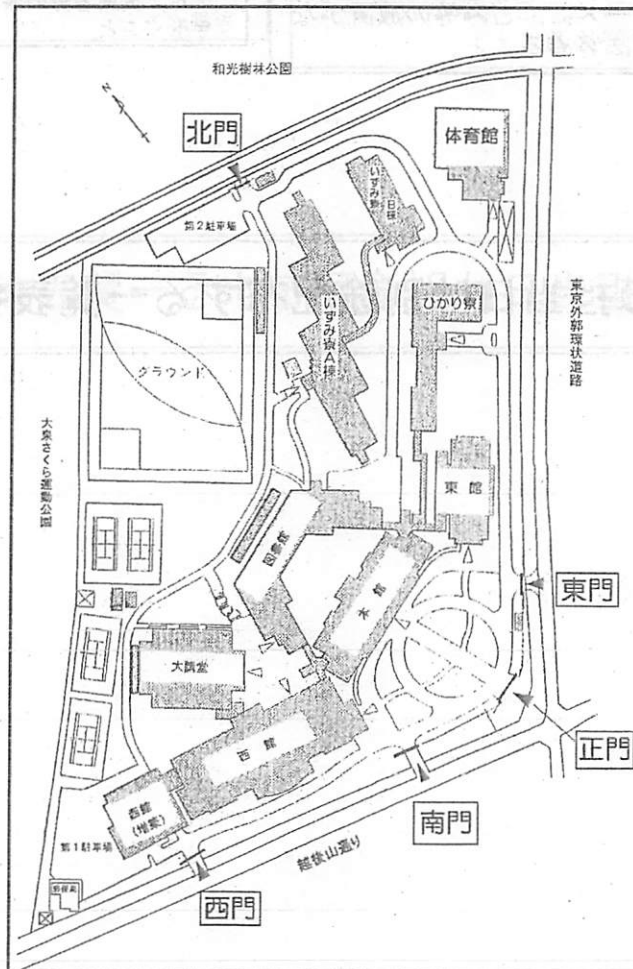 和光樹林公園
N
北門
体育館
いずみ寮
B棟
第2駐車場
いずみ寮A棟
ひかり寮
東京外郭環状道路
グラウンド
大泉さくら運動公園
東館
図書館
本館
東門
大講堂
正門
西館
南門
西館
(増築)
第1駐車場
越後山通り
西門